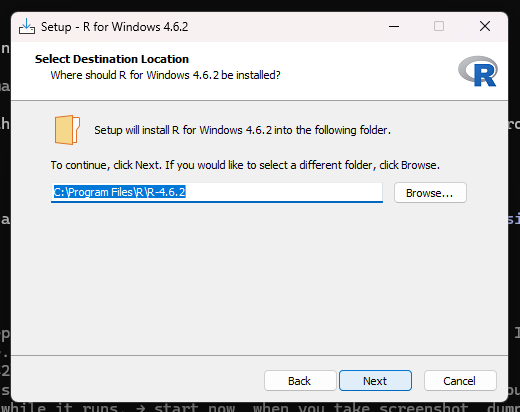 Setup - R for Windows 4.6.2
Select Destination Location
Where should R for Windows 4.6.2 be installed?
R
Setup will install R for Windows 4.6.2 into the following folder.
To continue, click Next. If you would like to select a different folder, click Browse.
C:\Program Files\R\R-4.6.2
Browse...
Back
Next
Cancel
while it runs. → start now. when you take screenshot, dump